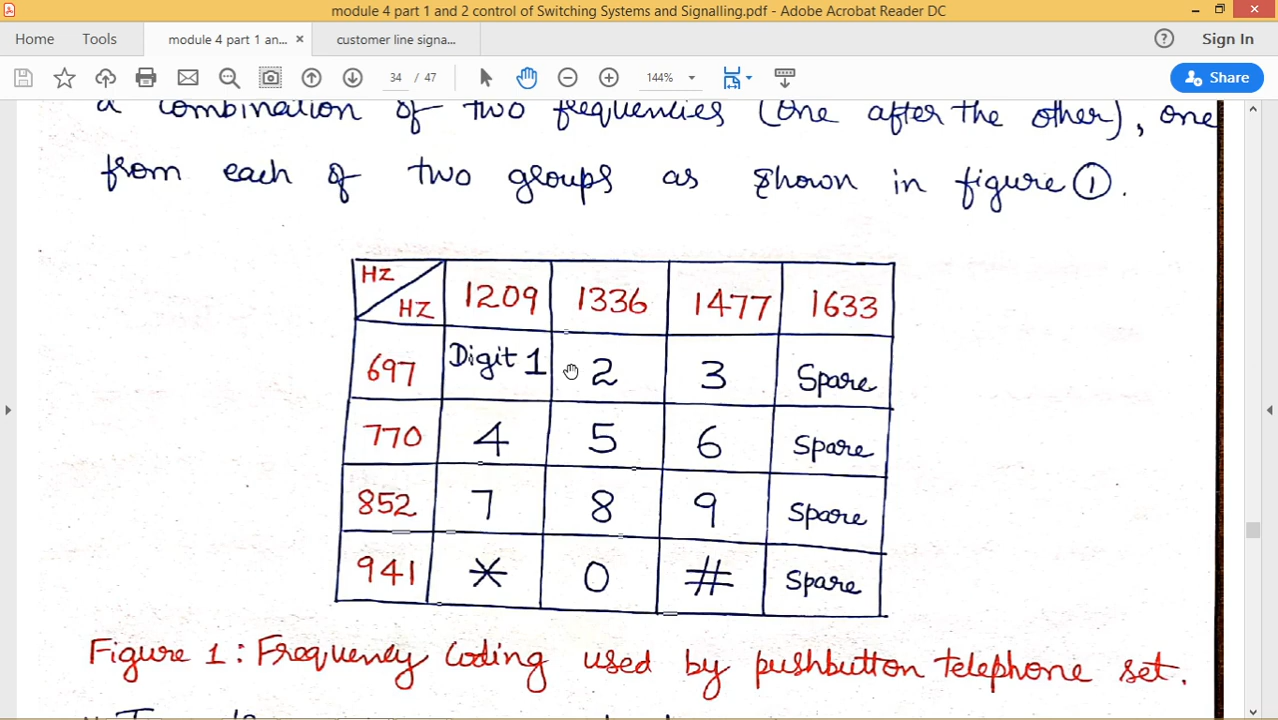 module 4 part 1 and 2 control of Switching Systems and Signalling.pdf - Adobe Acrobat Reader DC
Home Tools module 4 part 1 an... × customer line signa... Sign In
34 / 47 144% Share
a combination of two frequencies (one after the other), one
from each of two groups as shown in figure ①.
HZ
HZ 1209 1336 1477 1633
697 Digit 1 2 3 Spare
770 4 5 6 Spare
852 7 8 9 Spare
941 * 0 # Spare
Figure 1: Frequency Coding used by pushbutton telephone set.